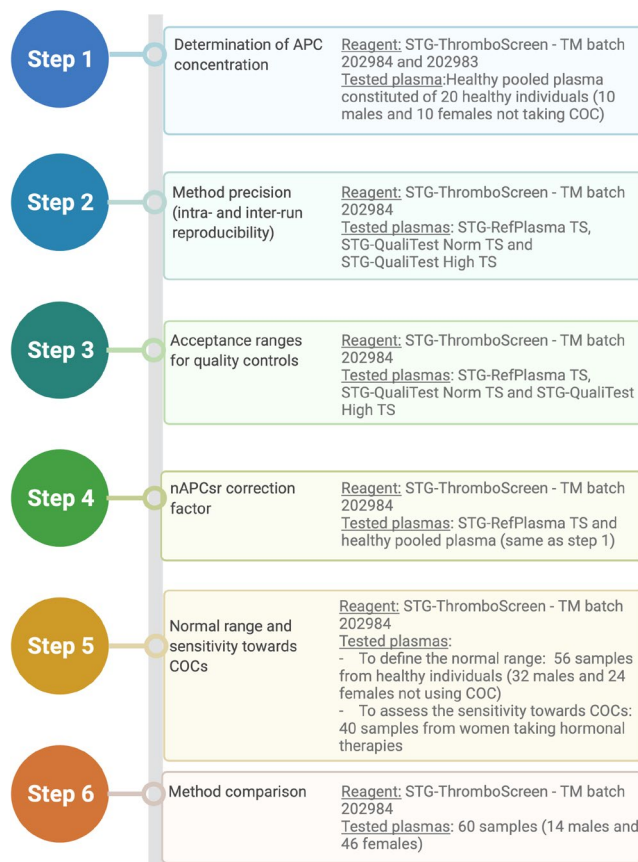 Step 1
Determination of APC
concentration
Reagent: STG-ThromboScreen - TM batch
202984 and 202983
Tested plasma:Healthy pooled plasma
constituted of 20 healthy individuals (10
males and 10 females not taking COC)
Step 2
Method precision
(intra- and inter-run
reproducibility)
Reagent: STG-ThromboScreen - TM batch
202984
Tested plasmas: STG-RefPlasma TS,
STG-QualiTest Norm TS and
STG-QualiTest High TS
Step 3
Acceptance ranges
for quality controls
Reagent: STG-ThromboScreen - TM batch
202984
Tested plasmas: STG-RefPlasma TS,
STG-QualiTest Norm TS and STG-QualiTest
High TS
Step 4
nAPCsr correction
factor
Reagent: STG-ThromboScreen - TM batch
202984
Tested plasmas: STG-RefPlasma TS and
healthy pooled plasma (same as step 1)
Step 5
Normal range and
sensitivity towards
COCs
Reagent: STG-ThromboScreen - TM batch
202984
Tested plasmas:
- To define the normal range: 56 samples
from healthy individuals (32 males and 24
females not using COC)
- To assess the sensitivity towards COCs:
40 samples from women taking hormonal
therapies
Step 6
Method comparison
Reagent: STG-ThromboScreen - TM batch
202984
Tested plasmas: 60 samples (14 males and
46 females)